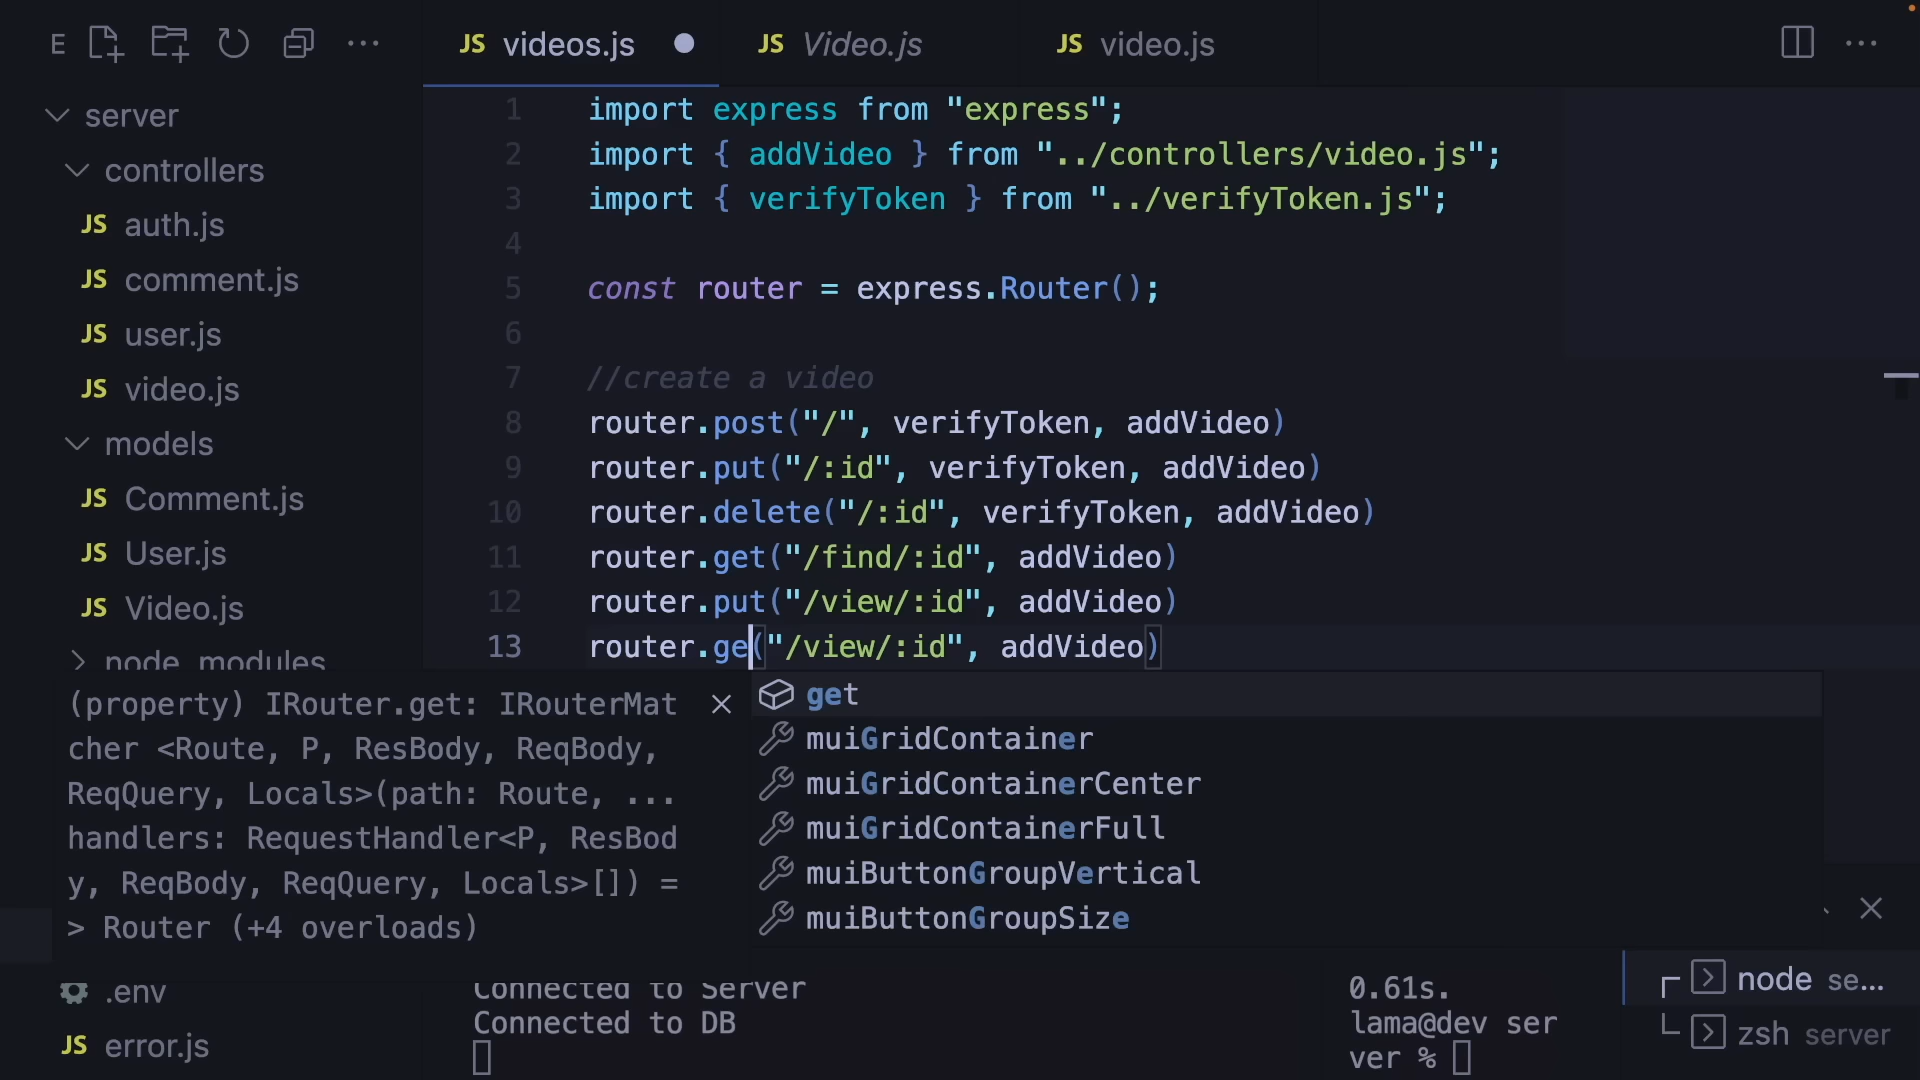 E
JS videos.js
JS Video.js
JS video.js
server
controllers
JS auth.js
JS comment.js
JS user.js
JS video.js
models
JS Comment.js
JS User.js
JS Video.js
node_modules
.env
JS error.js
1 import express from "express";
2 import { addVideo } from "../controllers/video.js";
3 import { verifyToken } from "../verifyToken.js";
4
5 const router = express.Router();
6
7 //create a video
8 router.post("/", verifyToken, addVideo)
9 router.put("/:id", verifyToken, addVideo)
10 router.delete("/:id", verifyToken, addVideo)
11 router.get("/find/:id", addVideo)
12 router.put("/view/:id", addVideo)
13 router.ge("/view/:id", addVideo)
(property) IRouter.get: IRouterMat
cher <Route, P, ResBody, ReqBody,
ReqQuery, Locals>(path: Route, ...
handlers: RequestHandler<P, ResBod
y, ReqBody, ReqQuery, Locals>[]) =
> Router (+4 overloads)
get
muiGridContainer
muiGridContainerCenter
muiGridContainerFull
muiButtonGroupVertical
muiButtonGroupSize
Connected to Server
Connected to DB
0.61s.
lama@dev ser
ver %
node se...
zsh server